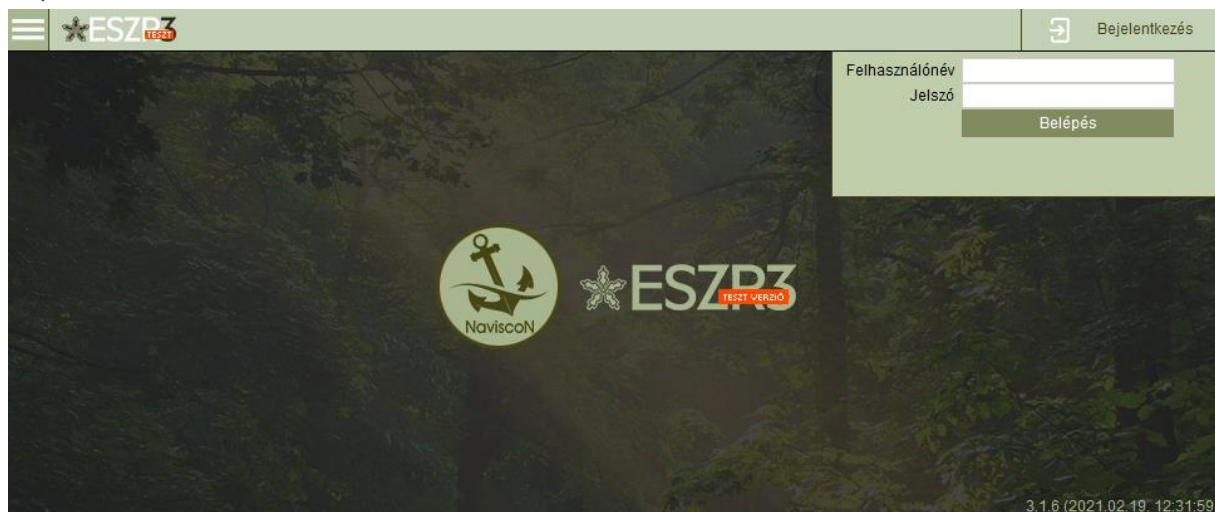 ESZR3
TESZT
Bejelentkezés
Felhasználónév
Jelszó
Belépés
NaviscoN
ESZR3
TESZT VERZIÓ
3.1.6 (2021.02.19. 12:31:59